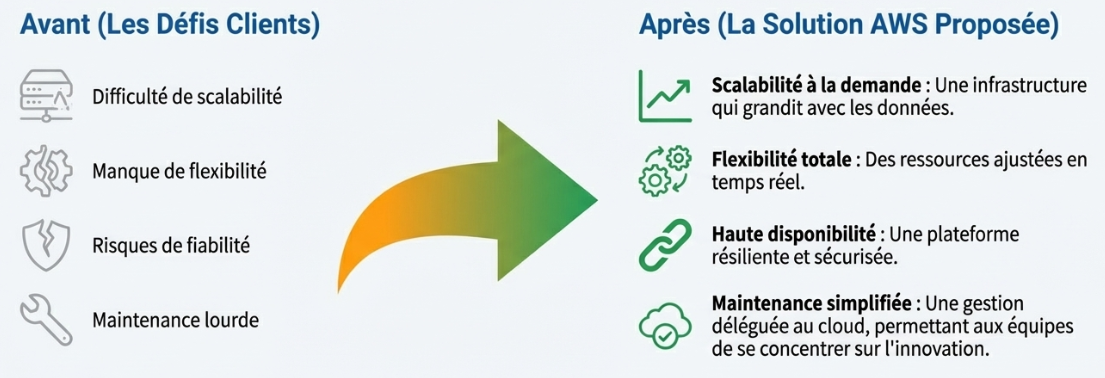 Avant (Les Défis Clients)
Difficulté de scalabilité
Manque de flexibilité
Risques de fiabilité
Maintenance lourde
Après (La Solution AWS Proposée)
Scalabilité à la demande : Une infrastructure
qui grandit avec les données.
Flexibilité totale : Des ressources ajustées en
temps réel.
Haute disponibilité : Une plateforme
résiliente et sécurisée.
Maintenance simplifiée : Une gestion
déléguée au cloud, permettant aux équipes
de se concentrer sur l'innovation.